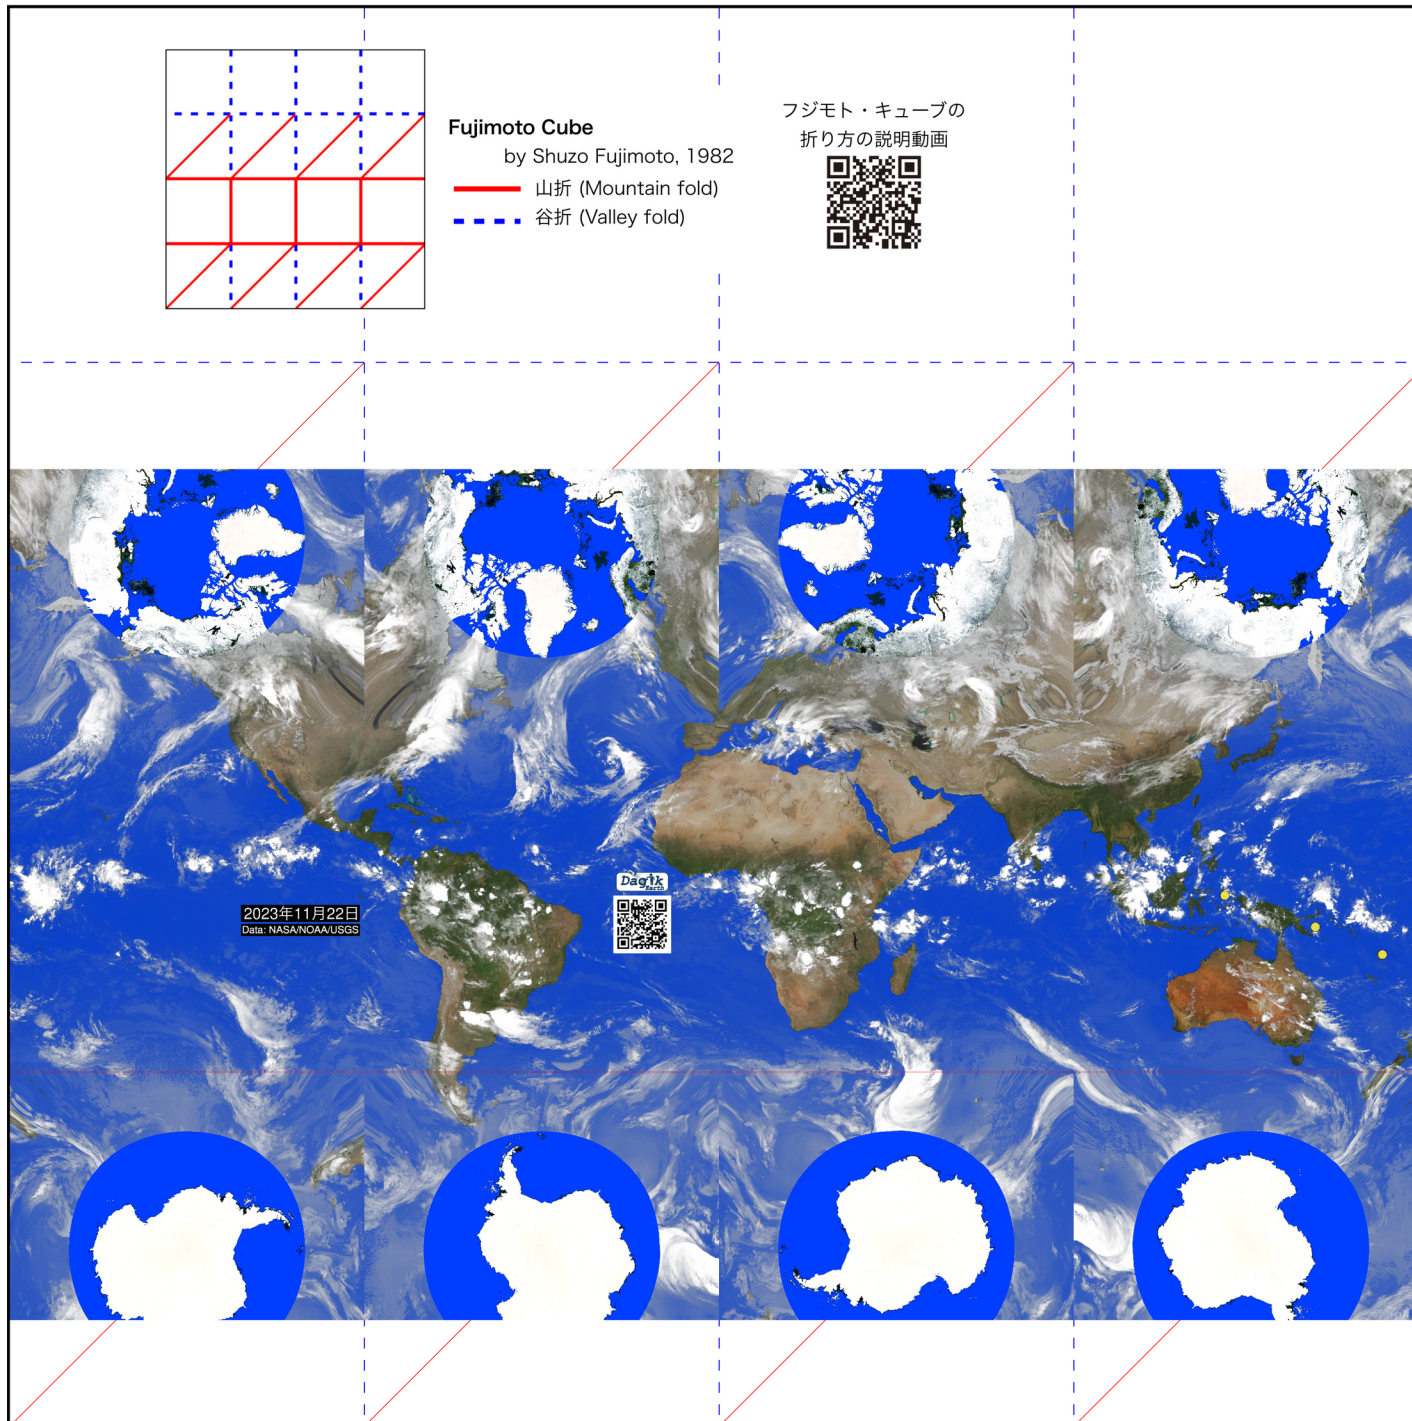 Fujimoto Cube
by Shuzo Fujimoto, 1982
山折 (Mountain fold)
谷折 (Valley fold)
フジモト・キューブの
折り方の説明動画
Dagik
Earth
2023年11月22日
Data: NASA/NOAA/USGS